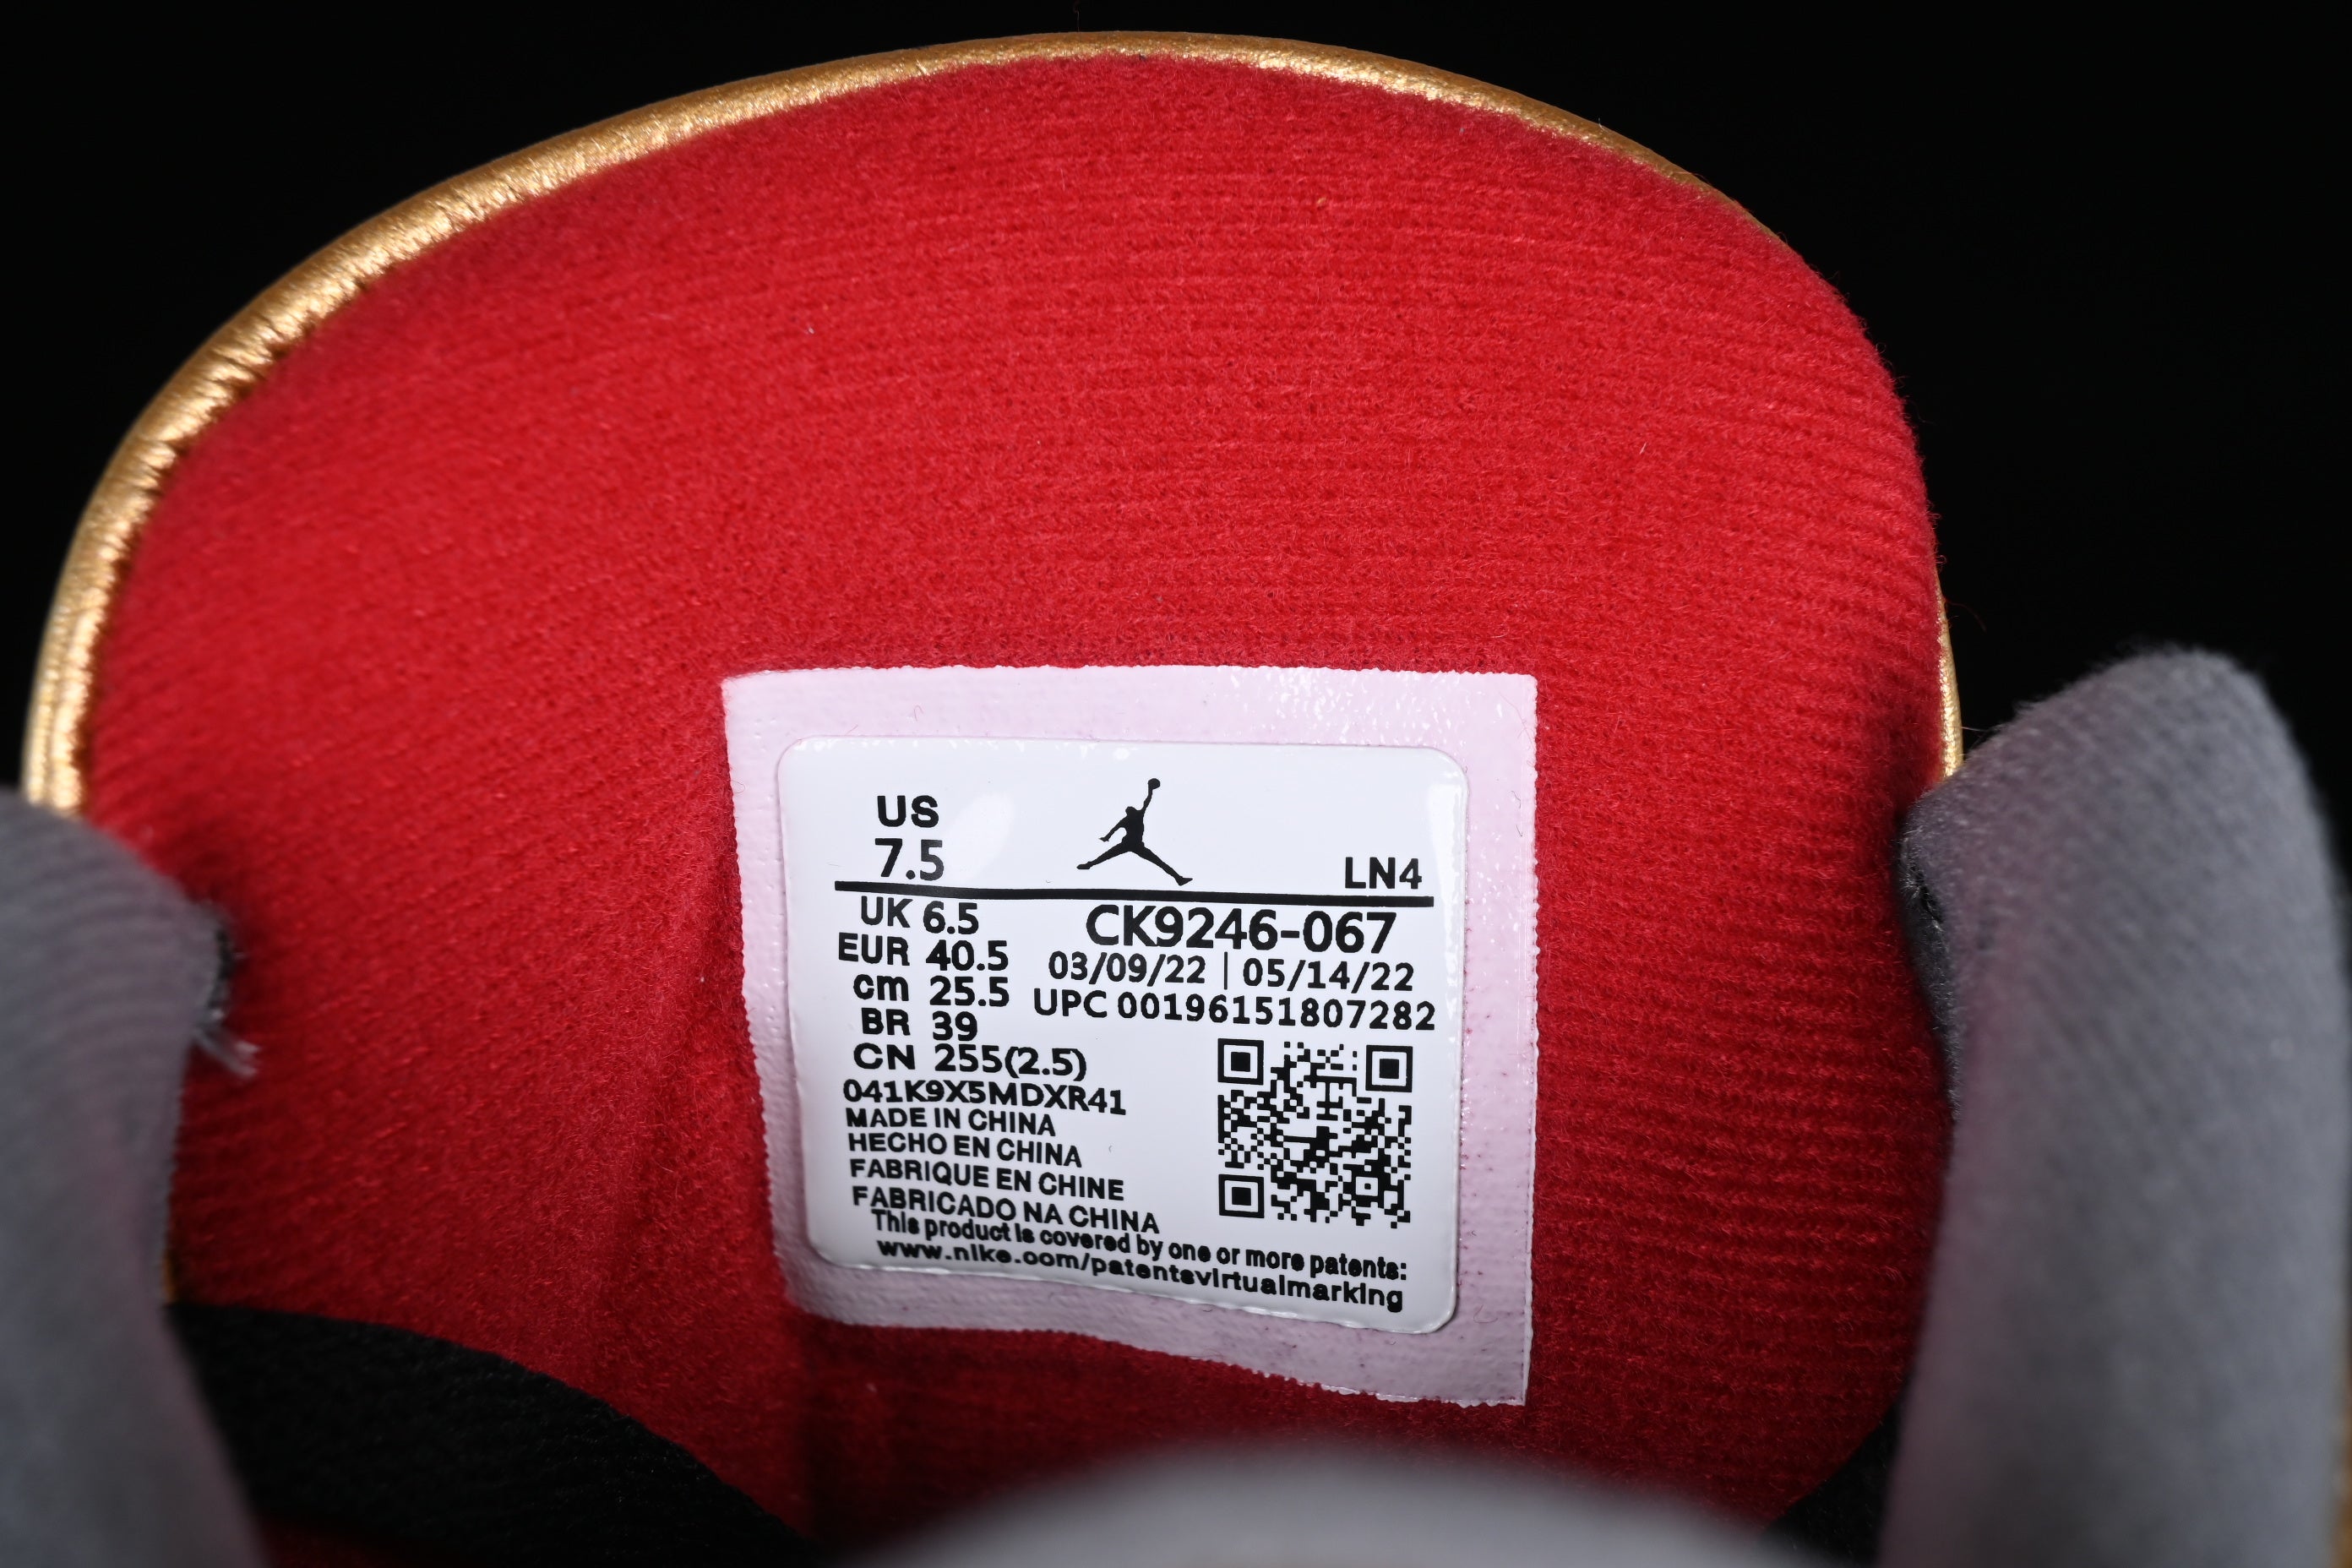 US
7.5
LN4
UK 6.5
CK9246-067
EUR 40.5
03/09/22 | 05/14/22
cm 25.5
UPC 00196151807282
BR 39
CN 255(2.5)
041K9X5MDXR41
MADE IN CHINA
HECHO EN CHINA
FABRIQUE EN CHINE
FABRICADO NA CHINA
This product is covered by one or more patents:
www.nike.com/patentsvirtualmarking